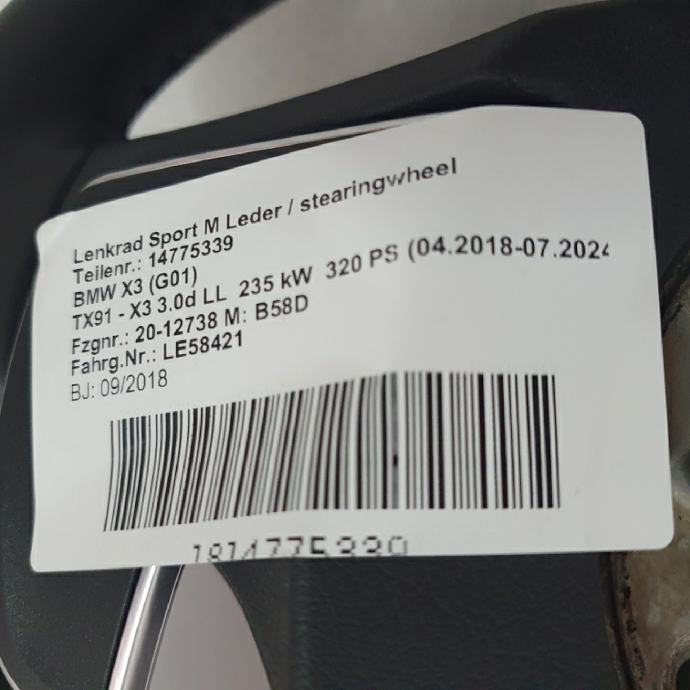 Lenkrad Sport M Leder / stearingwheel
Teilenr.: 14775339
BMW X3 (G01)
TX91 - X3 3.0d LL 235 kW 320 PS (04.2018-07.2024
Fzgnr.: 20-12738 M: B58D
Fahrg.Nr.: LE58421
BJ: 09/2018